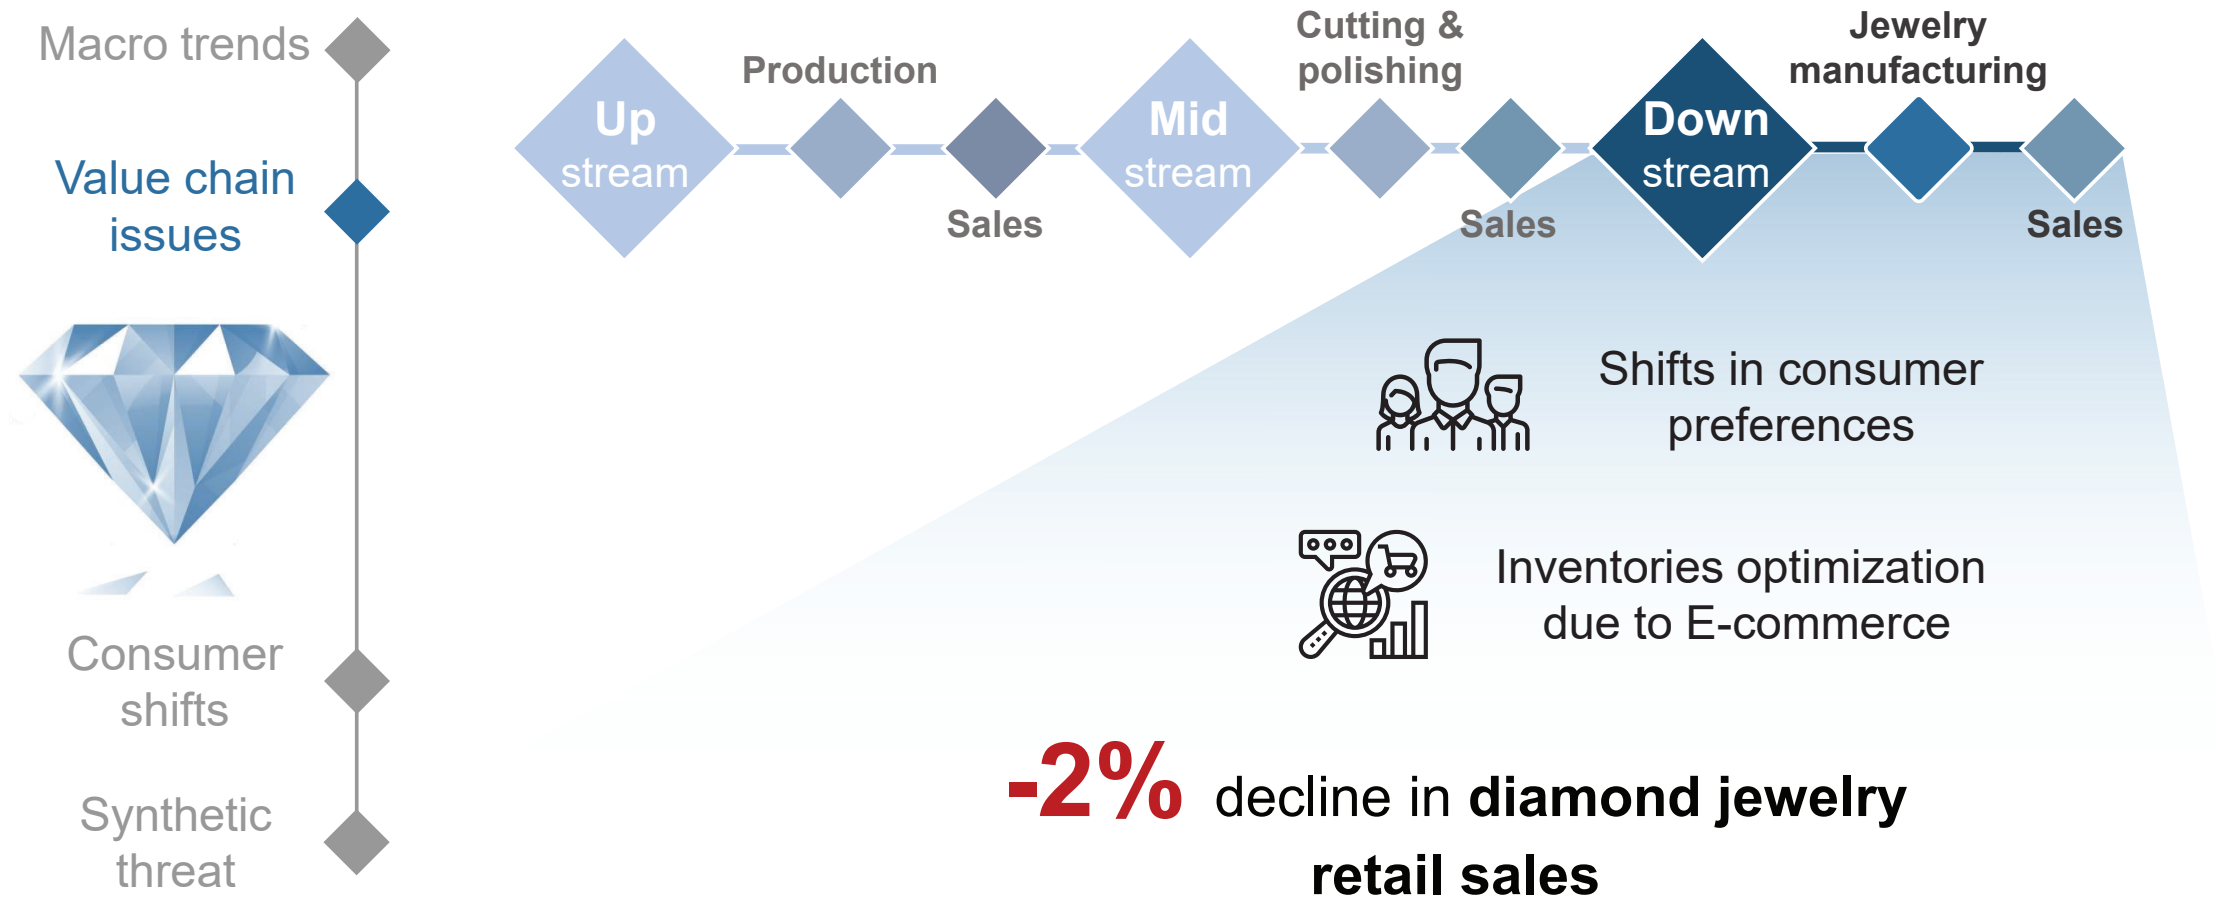 Macro trends
Value chain
issues
Consumer
shifts
Synthetic
threat
Up
stream
Production
Sales
Mid
stream
Cutting &
polishing
Sales
Down
stream
Jewelry
manufacturing
Sales
Shifts in consumer
preferences
Inventories optimization
due to E-commerce
-2% decline in diamond jewelry
retail sales